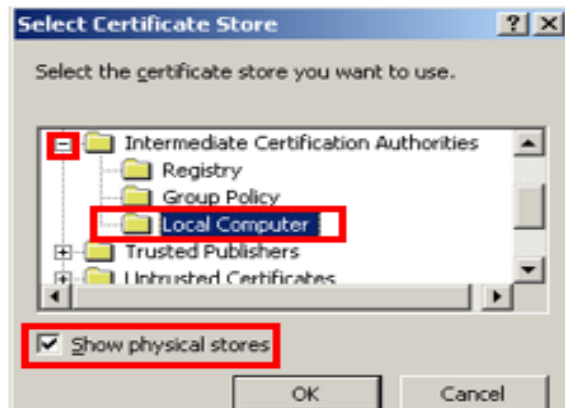 Select Certificate Store
Select the certificate store you want to use.
Intermediate Certification Authorities
Registry
Group Policy
Local Computer
Trusted Publishers
Untrusted Certificates
Show physical stores
OK
Cancel